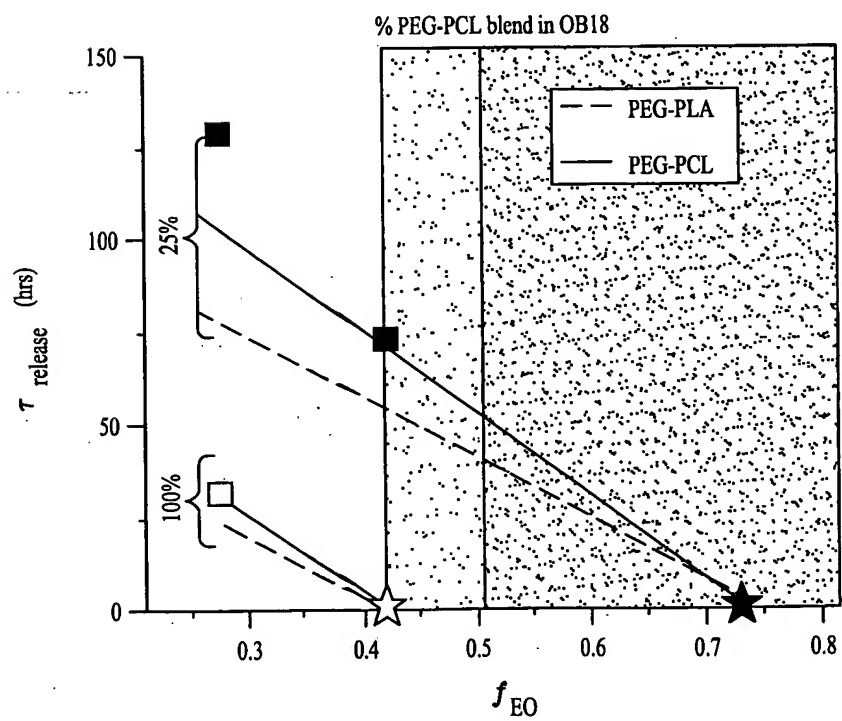 % PEG-PCL blend in OB18
150
100
50
0
τ release (hrs)
25%
100%
PEG-PLA
PEG-PCL
0.3 0.4 0.5 0.6 0.7 0.8
f EO